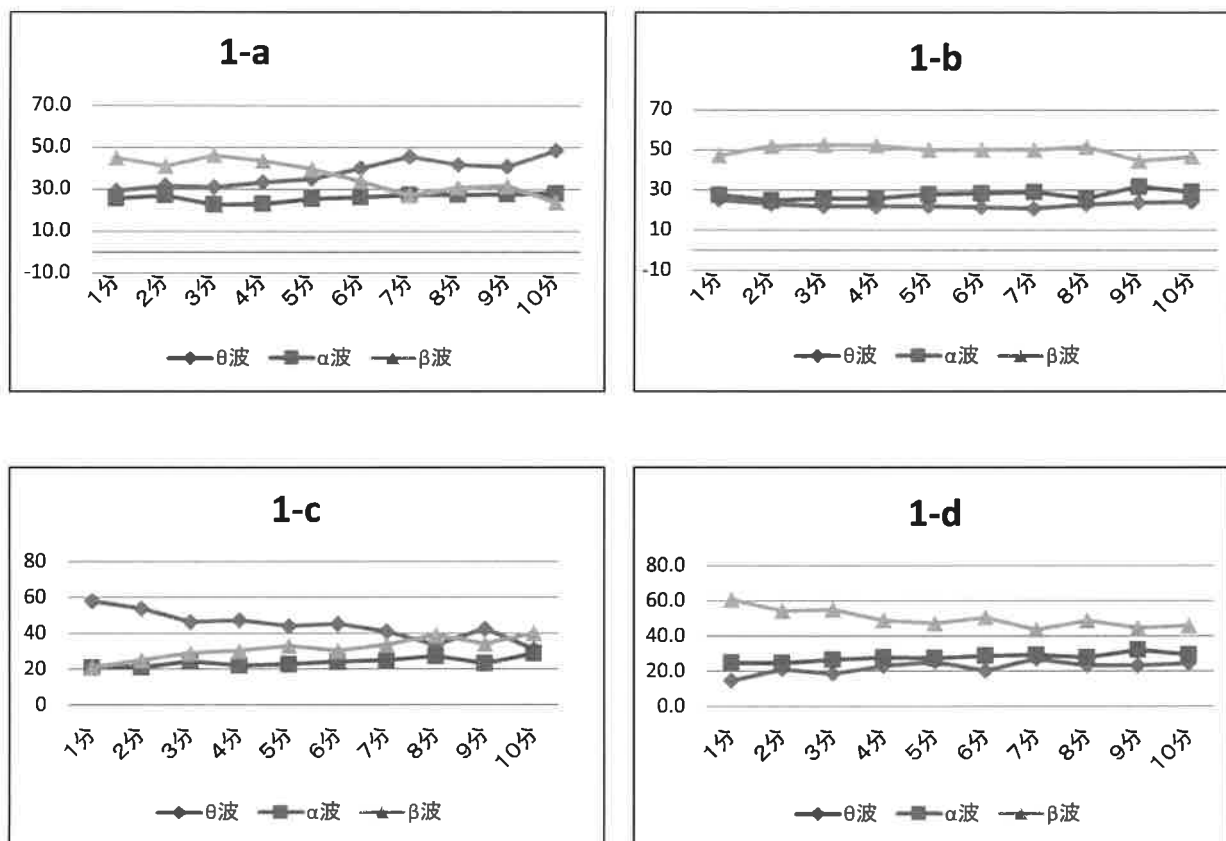 1-a
70.0
50.0
30.0
10.0
-10.0
1分 2分 3分 4分 5分 6分 7分 8分 9分 10分
θ波 α波 β波
1-b
70
50
30
10
-10
1分 2分 3分 4分 5分 6分 7分 8分 9分 10分
θ波 α波 β波
1-c
80
60
40
20
0
1分 2分 3分 4分 5分 6分 7分 8分 9分 10分
θ波 α波 β波
1-d
80.0
60.0
40.0
20.0
0.0
1分 2分 3分 4分 5分 6分 7分 8分 9分 10分
θ波 α波 β波